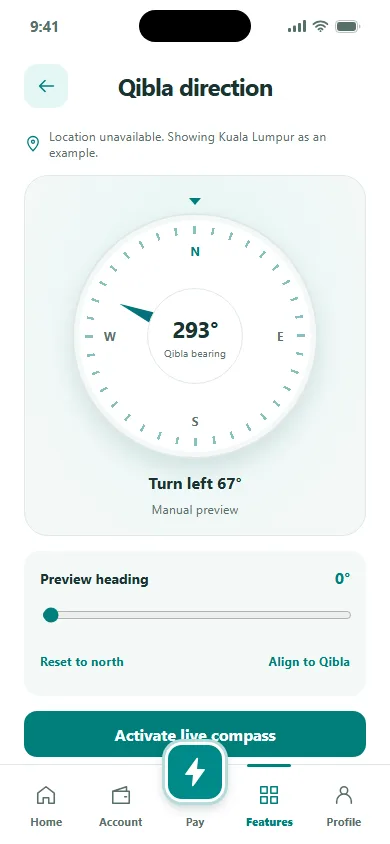 9:41
Qibla direction
Location unavailable. Showing Kuala Lumpur as an
example.
N
W
E
293°
Qibla bearing
S
Turn left 67°
Manual preview
Preview heading 0°
Reset to north Align to Qibla
Activate live compass
Home Account Pay Features Profile